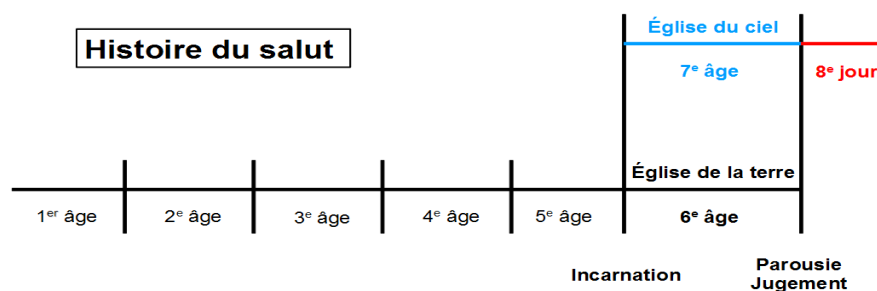 Histoire du salut
Église du ciel
7e âge
8e jour
Église de la terre
1er âge
2e âge
3e âge
4e âge
5e âge
6e âge
Incarnation
Parousie
Jugement